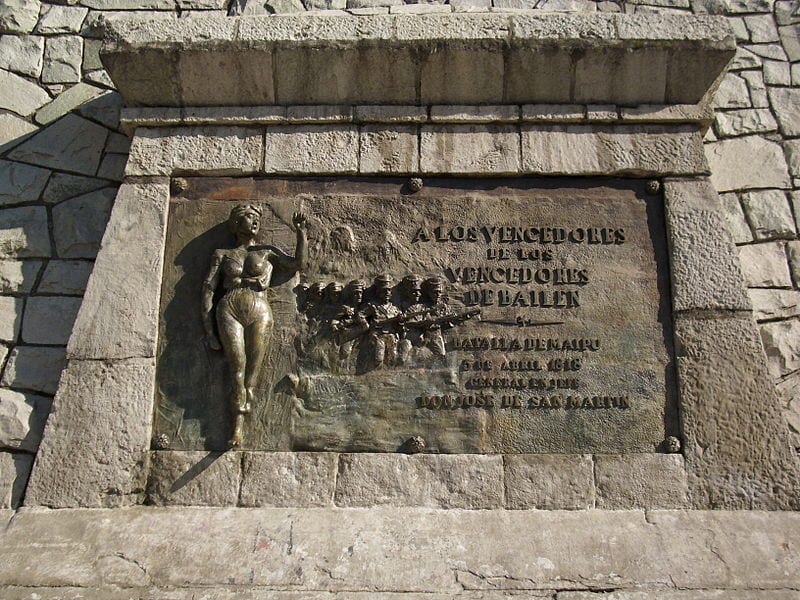 A LOS VENCEDORES
DE LOS
VENCEDORES
DE BAILEN
BATALLA DE MAIPU
5 DE ABRIL 1818
GENERAL EN JEFE
DON JOSE DE SAN MARTIN